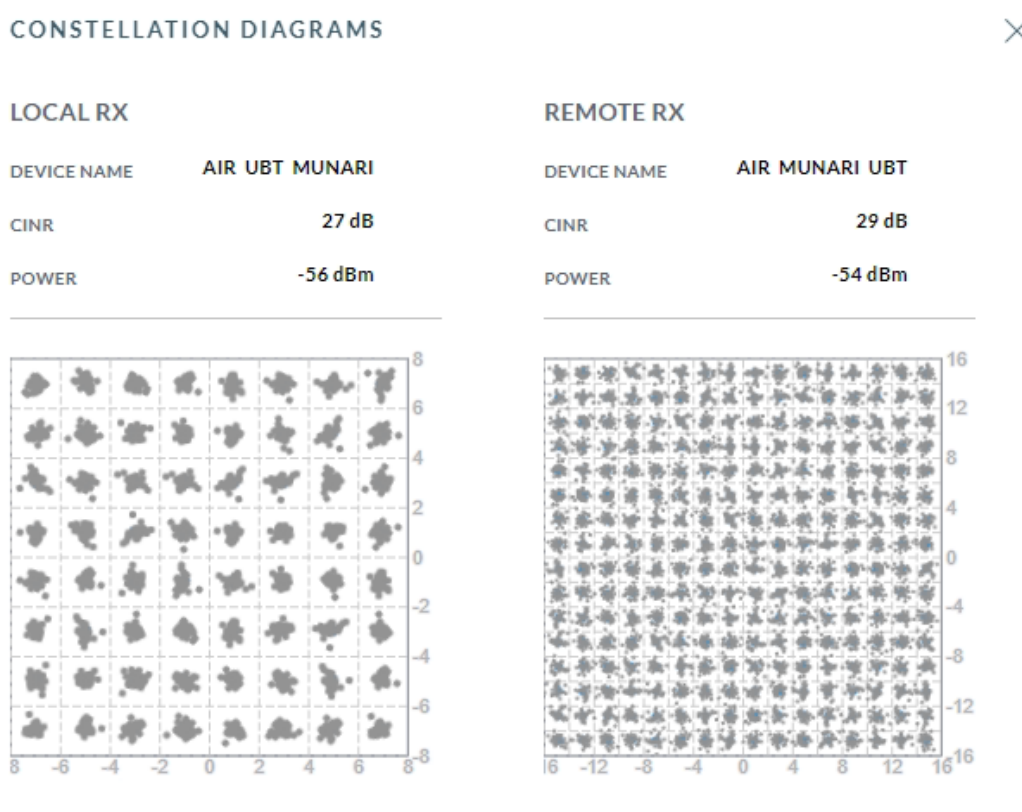 CONSTELLATION DIAGRAMS
LOCAL RX
DEVICE NAME AIR UBT MUNARI
CINR 27 dB
POWER -56 dBm
8
6
4
2
0
-2
-4
-6
-8
8 -6 -4 -2 0 2 4 6 8
REMOTE RX
DEVICE NAME AIR MUNARI UBT
CINR 29 dB
POWER -54 dBm
16
12
8
4
0
-4
-8
-12
-16
16 -12 -8 -4 0 4 8 12 16